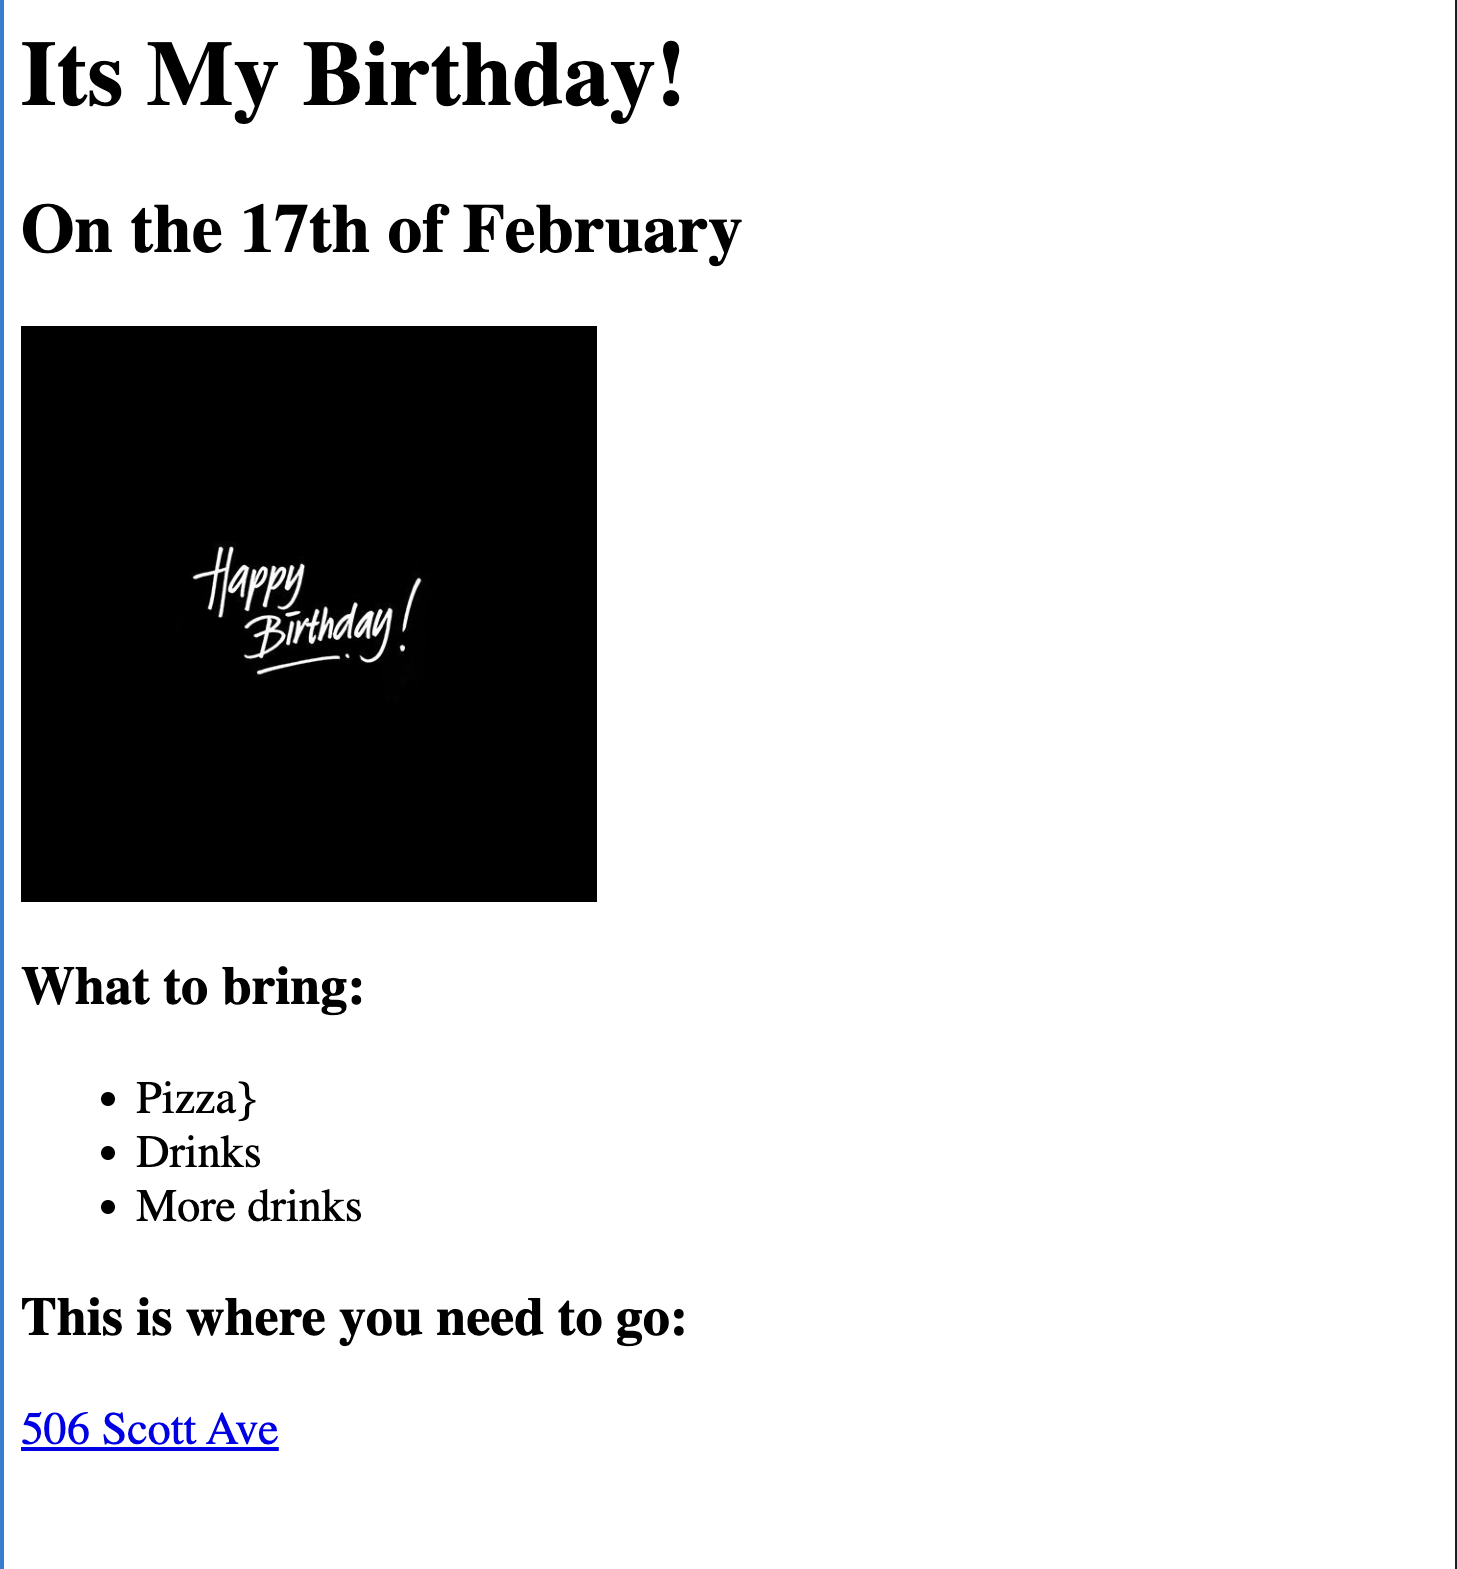 Its My Birthday!
On the 17th of February
Happy
Birthday!
What to bring:
• Pizza}
• Drinks
• More drinks
This is where you need to go:
506 Scott Ave